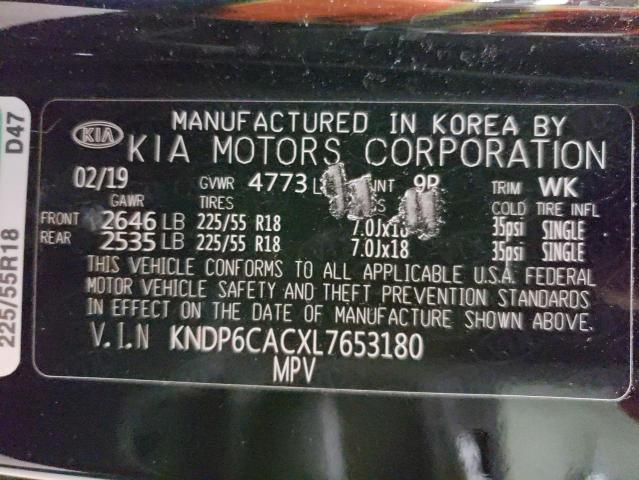 MANUFACTURED IN KOREA BY
KIA KIA MOTORS CORPORATION
02/19 GVWR 4773 9P TRIM WK
GAWR TIRES COLD TIRE INFL
FRONT 2646 LB 225/55 R18 7.0Jx18 35psi SINGLE
REAR 2535 LB 225/55 R18 7.0Jx18 35psi SINGLE
THIS VEHICLE CONFORMS TO ALL APPLICABLE U.S.A. FEDERAL
MOTOR VEHICLE SAFETY AND THEFT PREVENTION STANDARDS
IN EFFECT ON THE DATE OF MANUFACTURE SHOWN ABOVE.
V.I.N KNDP6CACXL7653180
MPV
225/55R18 D47